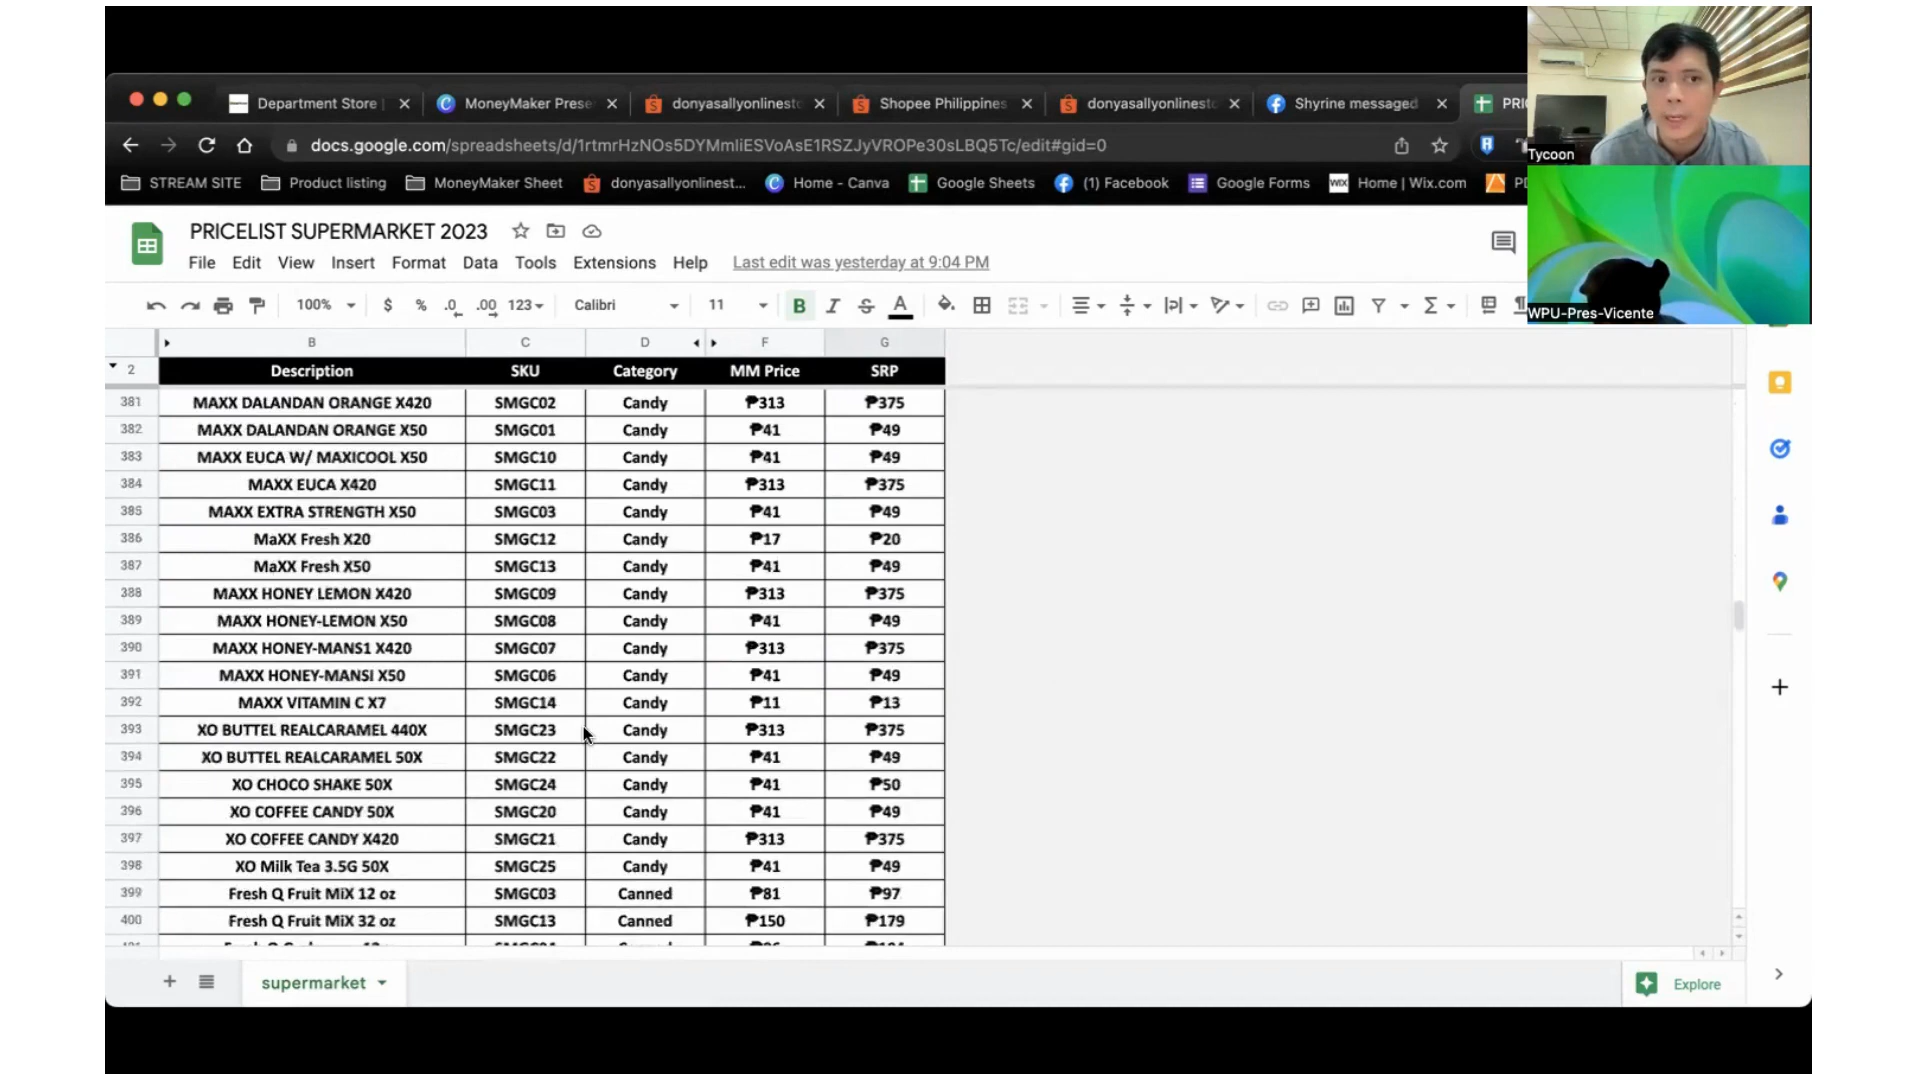 Department Store |
MoneyMaker Prese
donyasallyonlinesto
Shopee Philippines
donyasallyonlinesto
Shyrine messaged
PRI
docs.google.com/spreadsheets/d/1rtmrHzNOs5DYMmIiESVoAsE1RSZJyVROPe30sLBQ5Tc/edit#gid=0
STREAM SITE
Product listing
MoneyMaker Sheet
donyasallyonlinest...
Home - Canva
Google Sheets
(1) Facebook
Google Forms
WIX Home | Wix.com
Tycoon
WPU-Pres-Vicente
PRICELIST SUPERMARKET 2023
File Edit View Insert Format Data Tools Extensions Help Last edit was yesterday at 9:04 PM
100% $ % .0 .00 123 Calibri 11 B I S A
B C D F G
2 Description SKU Category MM Price SRP
381 MAXX DALANDAN ORANGE X420 SMGC02 Candy ₱313 ₱375
382 MAXX DALANDAN ORANGE X50 SMGC01 Candy ₱41 ₱49
383 MAXX EUCA W/ MAXICOOL X50 SMGC10 Candy ₱41 ₱49
384 MAXX EUCA X420 SMGC11 Candy ₱313 ₱375
385 MAXX EXTRA STRENGTH X50 SMGC03 Candy ₱41 ₱49
386 MaXX Fresh X20 SMGC12 Candy ₱17 ₱20
387 MaXX Fresh X50 SMGC13 Candy ₱41 ₱49
388 MAXX HONEY LEMON X420 SMGC09 Candy ₱313 ₱375
389 MAXX HONEY-LEMON X50 SMGC08 Candy ₱41 ₱49
390 MAXX HONEY-MANS1 X420 SMGC07 Candy ₱313 ₱375
391 MAXX HONEY-MANSI X50 SMGC06 Candy ₱41 ₱49
392 MAXX VITAMIN C X7 SMGC14 Candy ₱11 ₱13
393 XO BUTTEL REALCARAMEL 440X SMGC23 Candy ₱313 ₱375
394 XO BUTTEL REALCARAMEL 50X SMGC22 Candy ₱41 ₱49
395 XO CHOCO SHAKE 50X SMGC24 Candy ₱41 ₱50
396 XO COFFEE CANDY 50X SMGC20 Candy ₱41 ₱49
397 XO COFFEE CANDY X420 SMGC21 Candy ₱313 ₱375
398 XO Milk Tea 3.5G 50X SMGC25 Candy ₱41 ₱49
399 Fresh Q Fruit MiX 12 oz SMGC03 Canned ₱81 ₱97
400 Fresh Q Fruit MiX 32 oz SMGC13 Canned ₱150 ₱179
supermarket
Explore